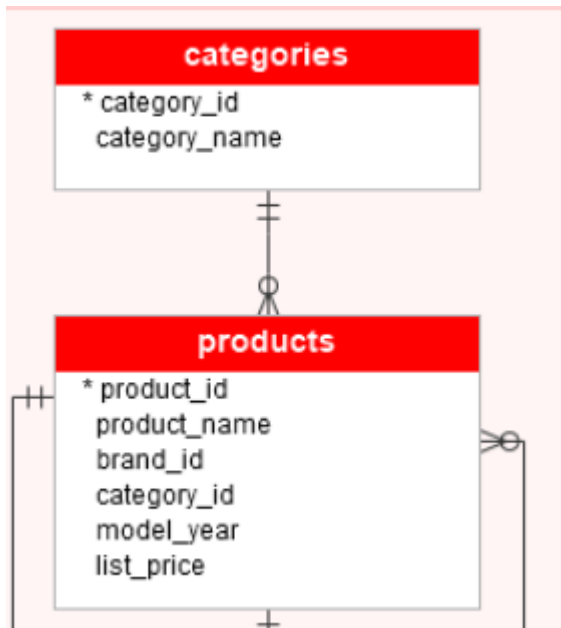 categories
* category_id
category_name
products
* product_id
product_name
brand_id
category_id
model_year
list_price